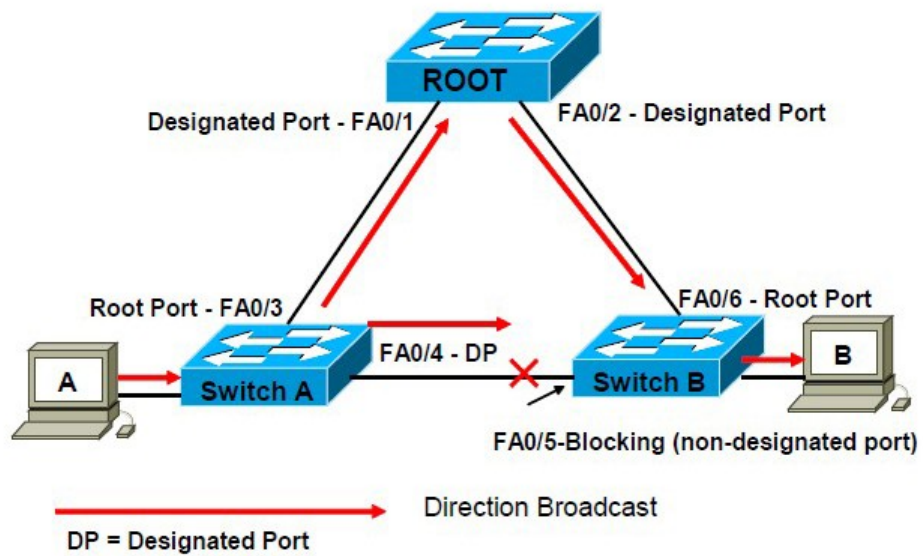 ROOT
Designated Port - FA0/1
FA0/2 - Designated Port
Root Port - FA0/3
FA0/6 - Root Port
A
Switch A
FA0/4 - DP
Switch B
B
FA0/5-Blocking (non-designated port)
Direction Broadcast
DP = Designated Port